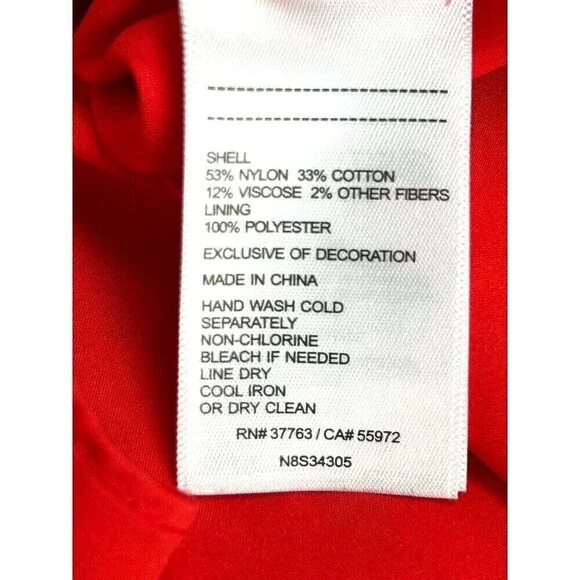 SHELL
53% NYLON 33% COTTON
12% VISCOSE 2% OTHER FIBERS
LINING
100% POLYESTER
EXCLUSIVE OF DECORATION
MADE IN CHINA
HAND WASH COLD
SEPARATELY
NON-CHLORINE
BLEACH IF NEEDED
LINE DRY
COOL IRON
OR DRY CLEAN
RN# 37763 / CA# 55972
N8S34305